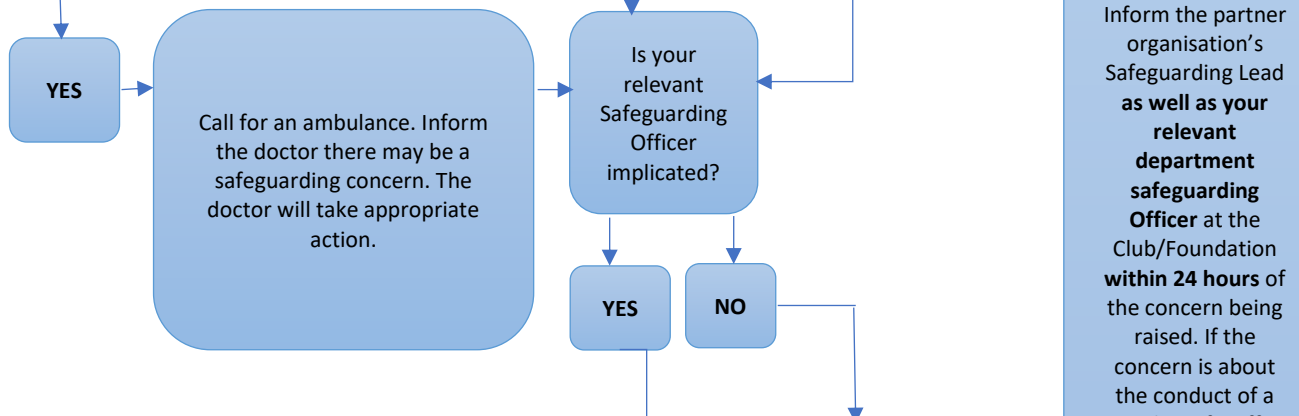 YES
Call for an ambulance. Inform
the doctor there may be a
safeguarding concern. The
doctor will take appropriate
action.
Is your
relevant
Safeguarding
Officer
implicated?
YES
NO
Inform the partner
organisation’s
Safeguarding Lead
as well as your
relevant
department
safeguarding
Officer at the
Club/Foundation
within 24 hours of
the concern being
raised. If the
concern is about
the conduct of a